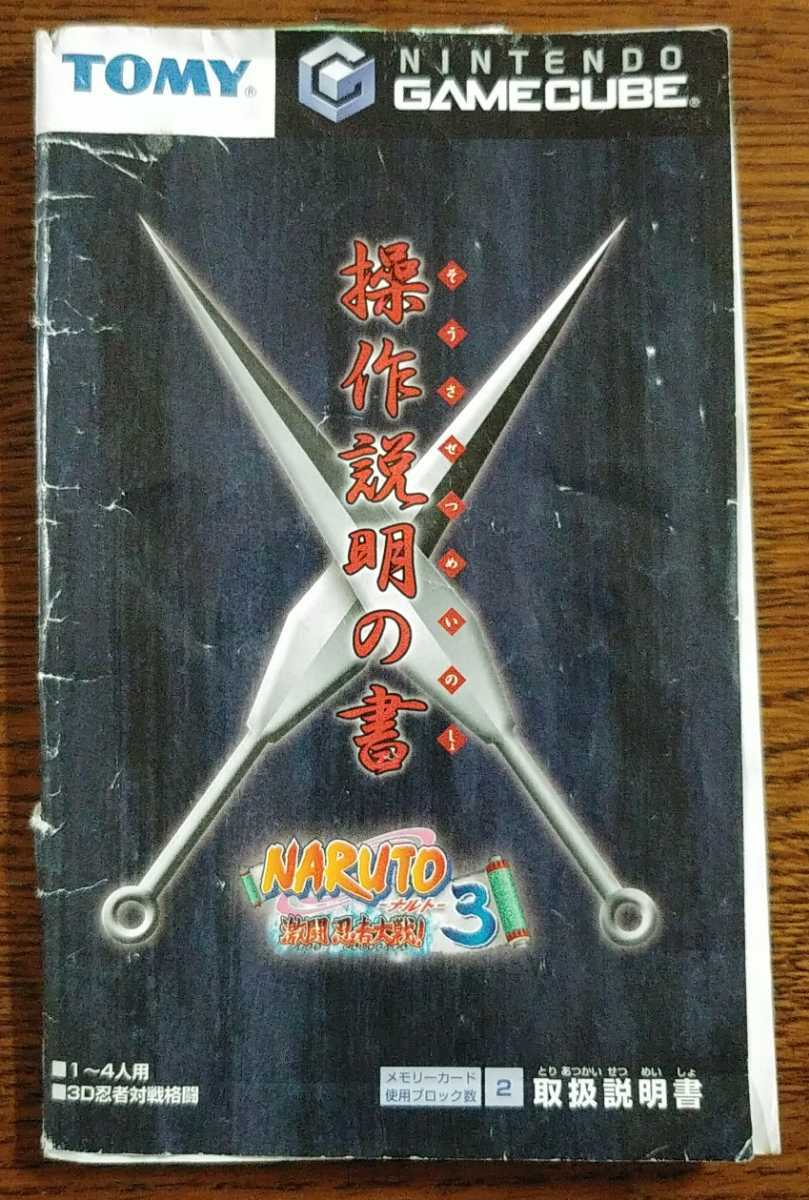 TOMY®
NINTENDO
GAMECUBE®
操作説明の書
そうさせつめいのしょ
NARUTO
-ナルト-
激闘忍者大戦!
3
■1〜4人用
■3D忍者対戦格闘
メモリーカード
使用ブロック数
2
とりあつかいせつめいしょ
取扱説明書